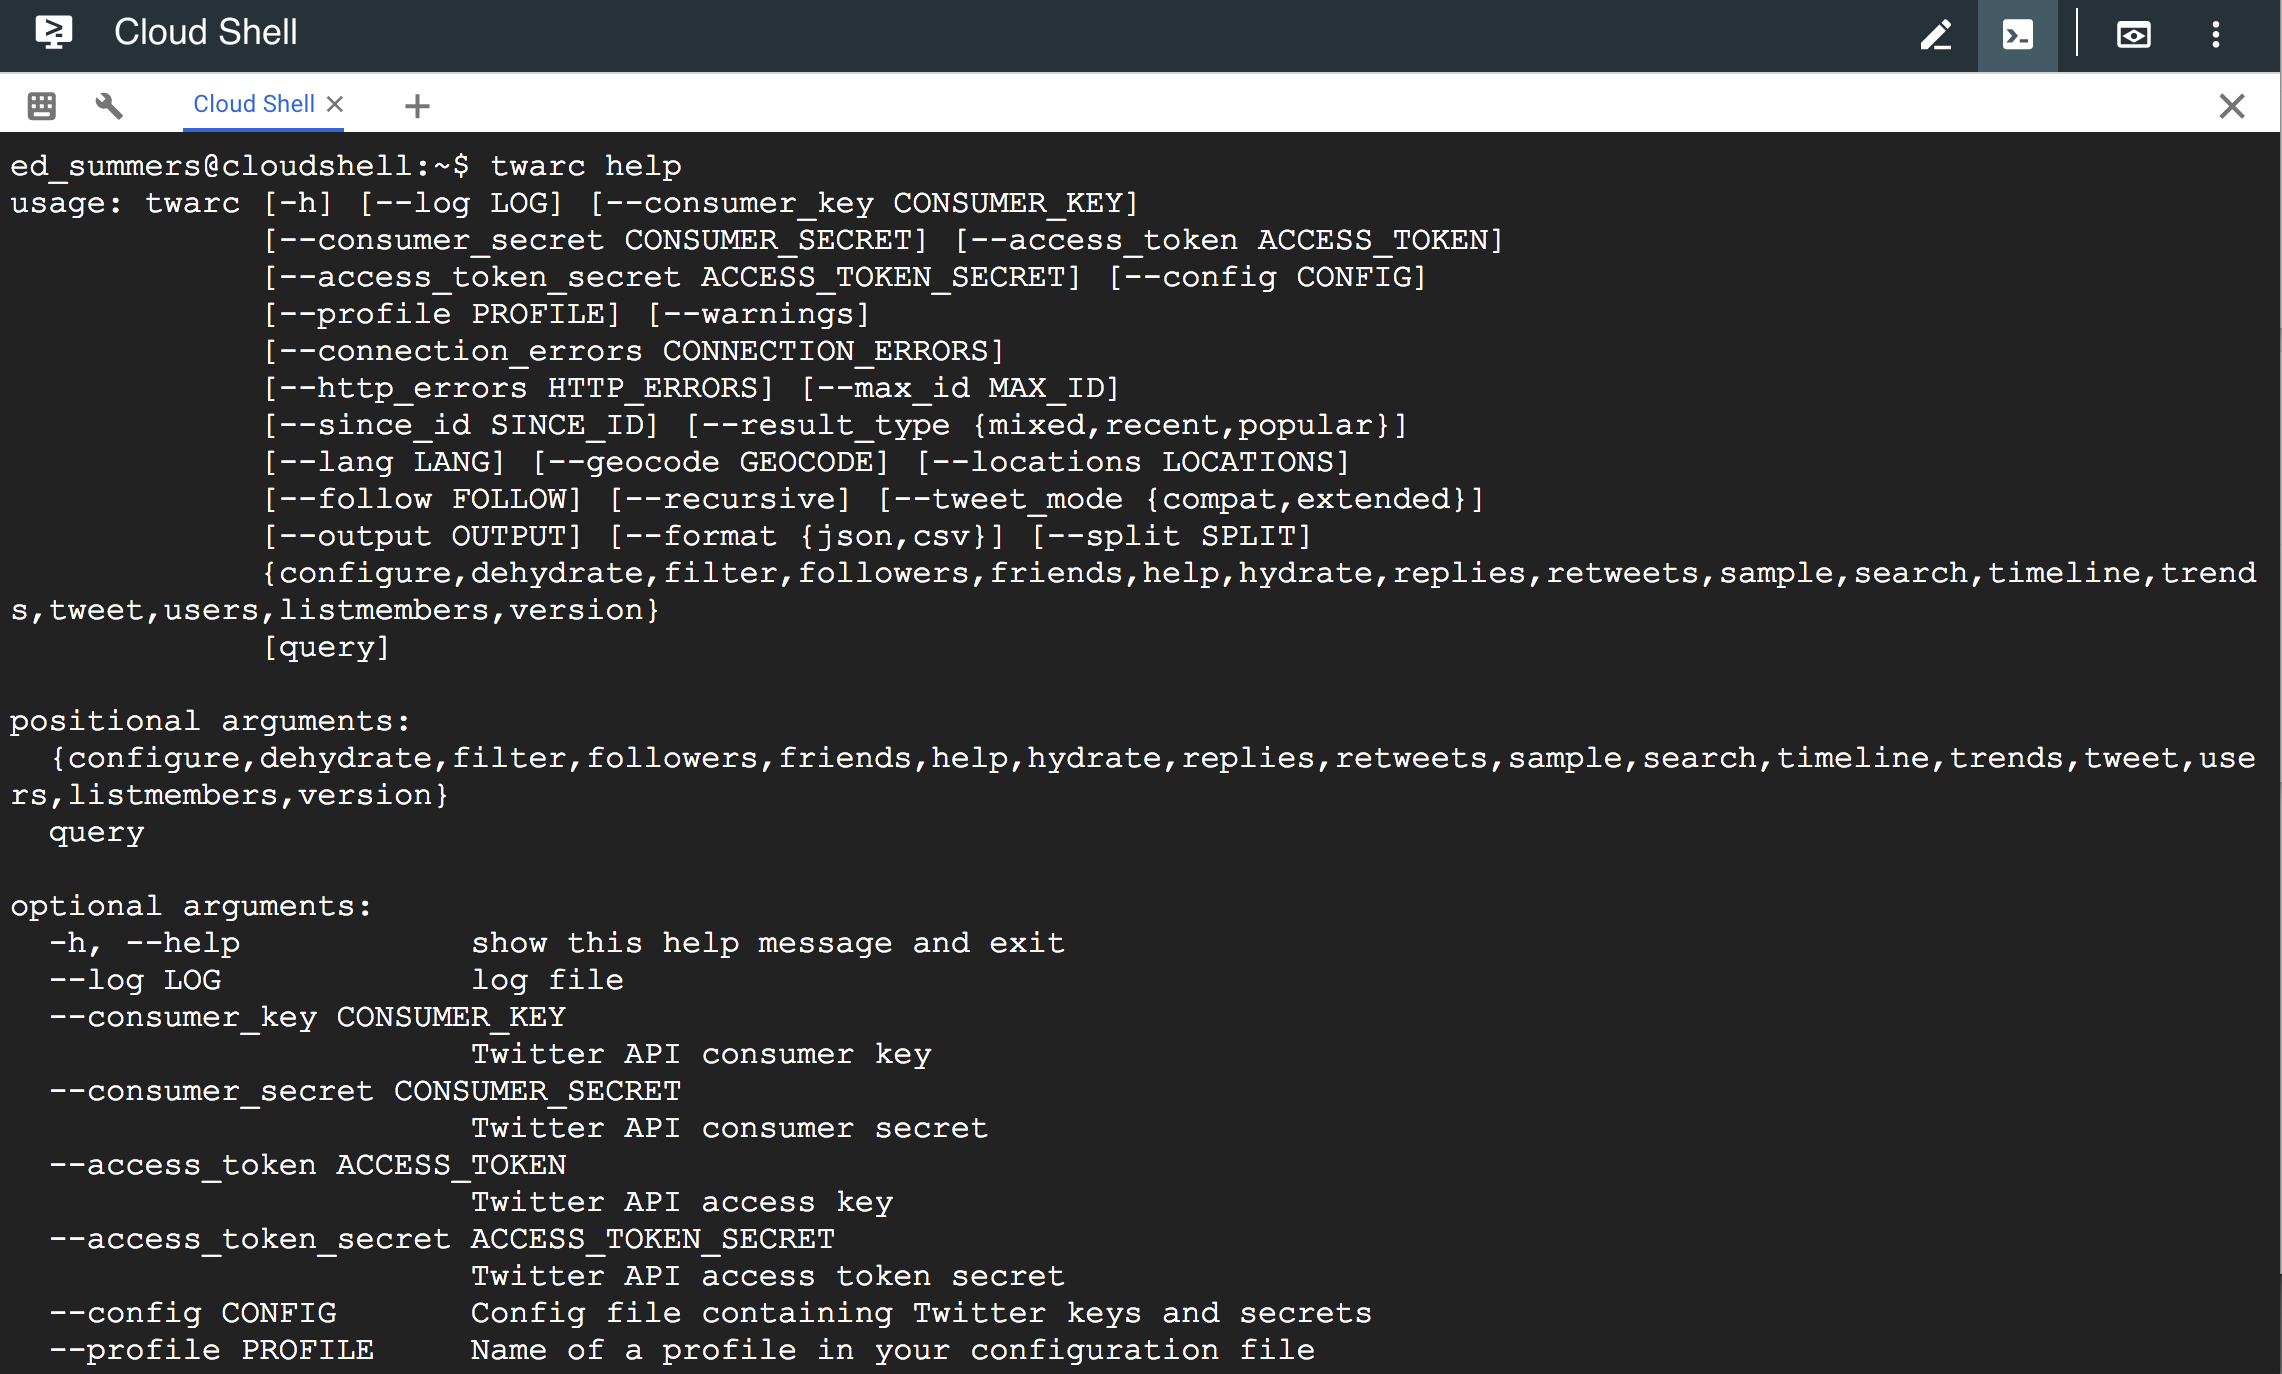 Cloud Shell
Cloud Shell
ed_summers@cloudshell:~$ twarc help
usage: twarc [-h] [--log LOG] [--consumer_key CONSUMER_KEY]
             [--consumer_secret CONSUMER_SECRET] [--access_token ACCESS_TOKEN]
             [--access_token_secret ACCESS_TOKEN_SECRET] [--config CONFIG]
             [--profile PROFILE] [--warnings]
             [--connection_errors CONNECTION_ERRORS]
             [--http_errors HTTP_ERRORS] [--max_id MAX_ID]
             [--since_id SINCE_ID] [--result_type {mixed,recent,popular}]
             [--lang LANG] [--geocode GEOCODE] [--locations LOCATIONS]
             [--follow FOLLOW] [--recursive] [--tweet_mode {compat,extended}]
             [--output OUTPUT] [--format {json,csv}] [--split SPLIT]
             {configure,dehydrate,filter,followers,friends,help,hydrate,replies,retweets,sample,search,timeline,trend
s,tweet,users,listmembers,version}
             [query]

positional arguments:
  {configure,dehydrate,filter,followers,friends,help,hydrate,replies,retweets,sample,search,timeline,trends,tweet,use
rs,listmembers,version}
  query

optional arguments:
  -h, --help            show this help message and exit
  --log LOG             log file
  --consumer_key CONSUMER_KEY
                        Twitter API consumer key
  --consumer_secret CONSUMER_SECRET
                        Twitter API consumer secret
  --access_token ACCESS_TOKEN
                        Twitter API access key
  --access_token_secret ACCESS_TOKEN_SECRET
                        Twitter API access token secret
  --config CONFIG       Config file containing Twitter keys and secrets
  --profile PROFILE     Name of a profile in your configuration file